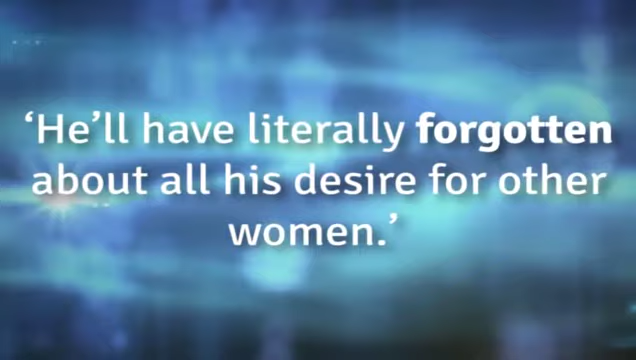 ‘He’ll have literally forgotten
about all his desire for other
women.’